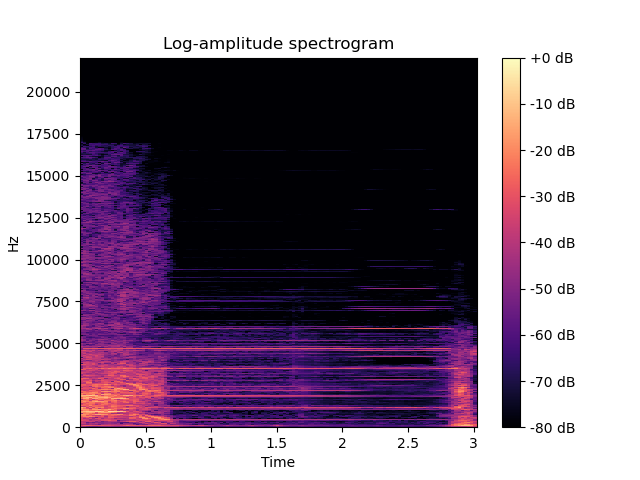 Log-amplitude spectrogram
Hz
20000
17500
15000
12500
10000
7500
5000
2500
0
0 0.5 1 1.5 2 2.5 3
Time
+0 dB
-10 dB
-20 dB
-30 dB
-40 dB
-50 dB
-60 dB
-70 dB
-80 dB